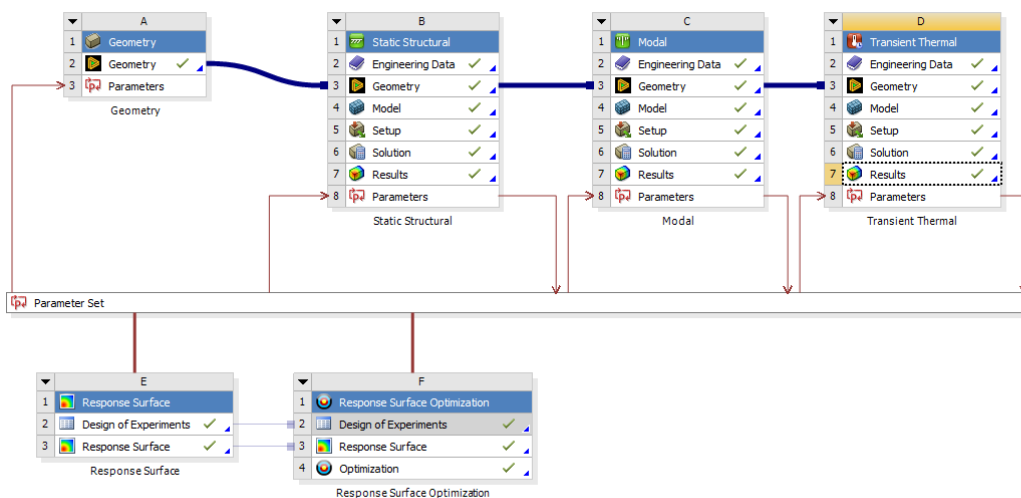 A
1 Geometry
2 Geometry
3 Parameters
Geometry
B
1 Static Structural
2 Engineering Data
3 Geometry
4 Model
5 Setup
6 Solution
7 Results
8 Parameters
Static Structural
C
1 Modal
2 Engineering Data
3 Geometry
4 Model
5 Setup
6 Solution
7 Results
8 Parameters
Modal
D
1 Transient Thermal
2 Engineering Data
3 Geometry
4 Model
5 Setup
6 Solution
7 Results
8 Parameters
Transient Thermal
Parameter Set
E
1 Response Surface
2 Design of Experiments
3 Response Surface
Response Surface
F
1 Response Surface Optimization
2 Design of Experiments
3 Response Surface
4 Optimization
Response Surface Optimization